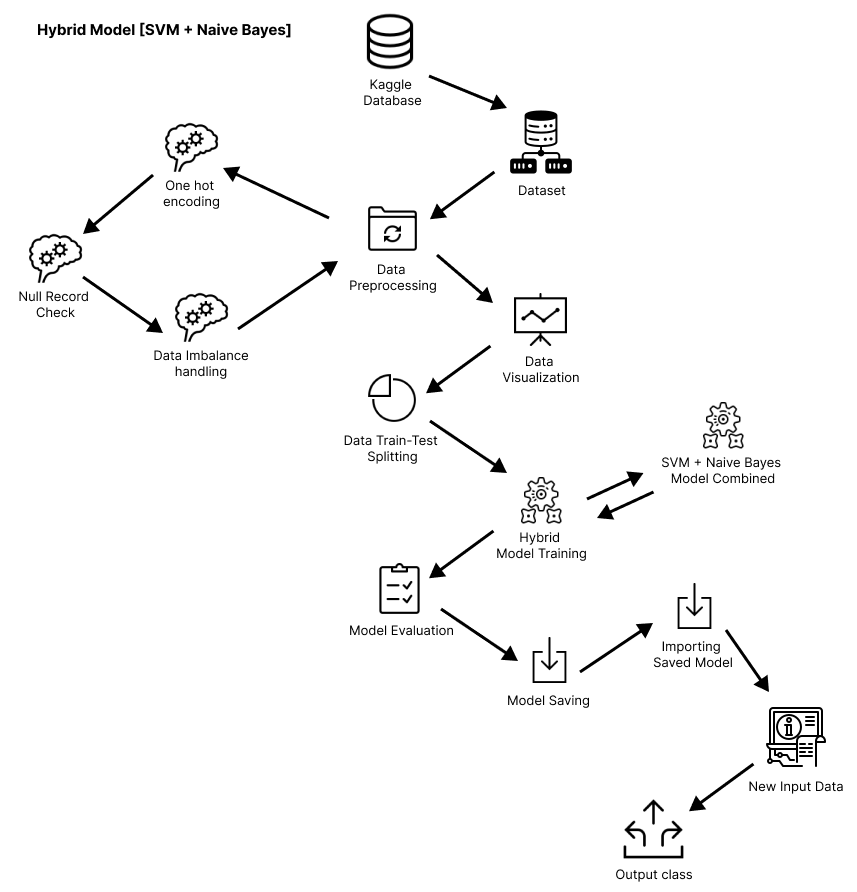 Hybrid Model [SVM + Naive Bayes]
Kaggle
Database
Dataset
One hot
encoding
Null Record
Check
Data Imbalance
handling
Data
Preprocessing
Data
Visualization
Data Train-Test
Splitting
SVM + Naive Bayes
Model Combined
Hybrid
Model Training
Model Evaluation
Model Saving
Importing
Saved Model
New Input Data
Output class